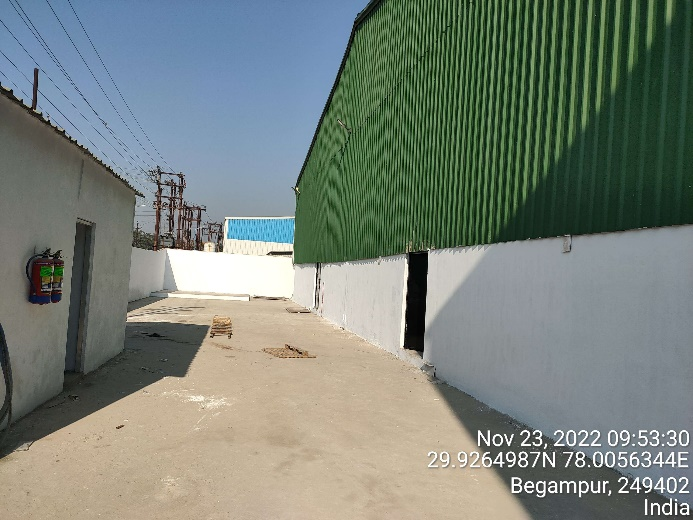 Nov 23, 2022 09:53:30
29.9264987N 78.0056344E
Begampur, 249402
India